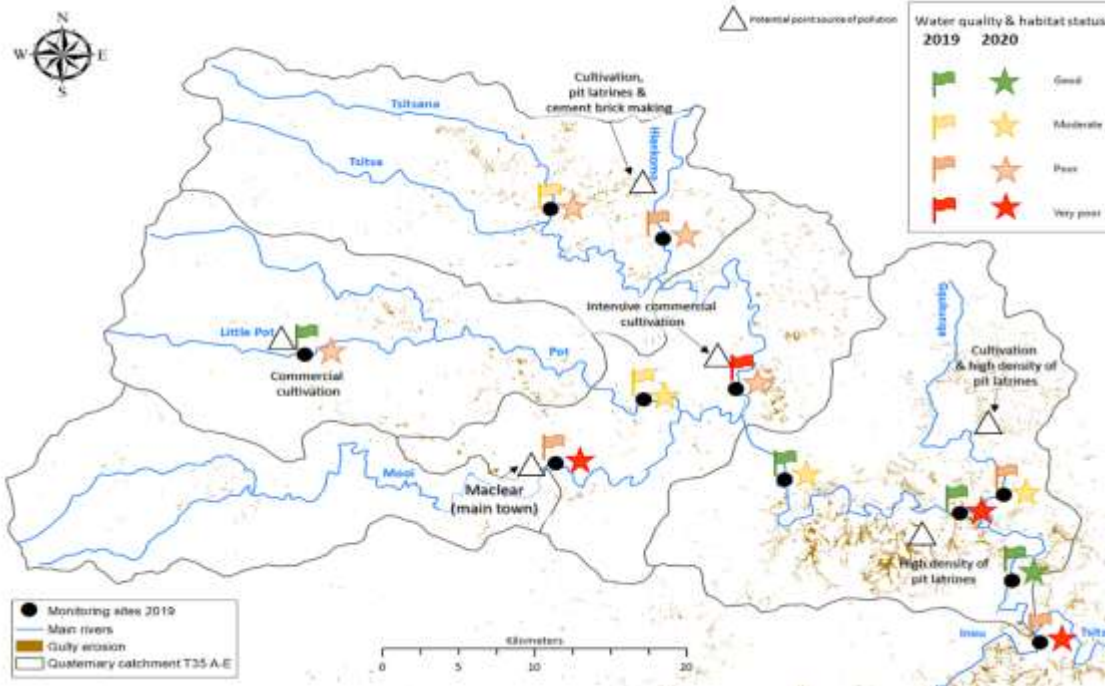 N
W E
S
Potential point source of pollution
Water quality & habitat status
2019 2020
Good
Moderate
Poor
Very poor
Cultivation,
pit latrines &
cement brick making
Tsitsana
Tsitsa
Hlankomo
Intensive commercial
cultivation
Little Pot
Commercial
cultivation
Pot
Cultivation
& high density of
pit latrines
Mooi
Maclear
(main town)
High density of
pit latrines
Inxu
Monitoring sites 2019
Main rivers
Gully erosion
Quaternary catchment T35 A-E
Kilometers
0 5 10 20